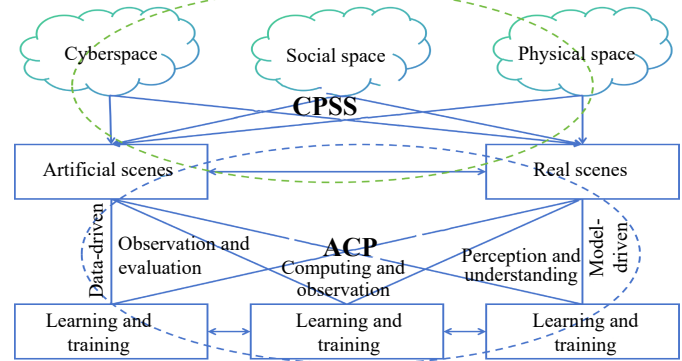 Cyberspace
Social space
Physical space
CPSS
Artificial scenes
Real scenes
Data-driven
Observation and
evaluation
ACP
Computing and
observation
Perception and
understanding
Model-
driven
Learning and
training
Learning and
training
Learning and
training